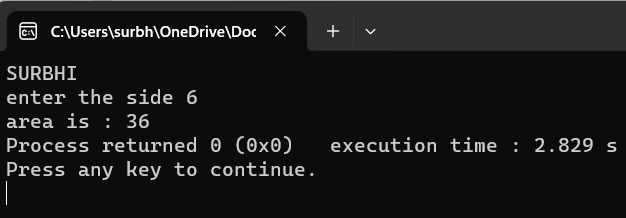 C:\Users\surbh\OneDrive\Doc
SURBHI
enter the side 6
area is : 36
Process returned 0 (0x0)   execution time : 2.829 s
Press any key to continue.